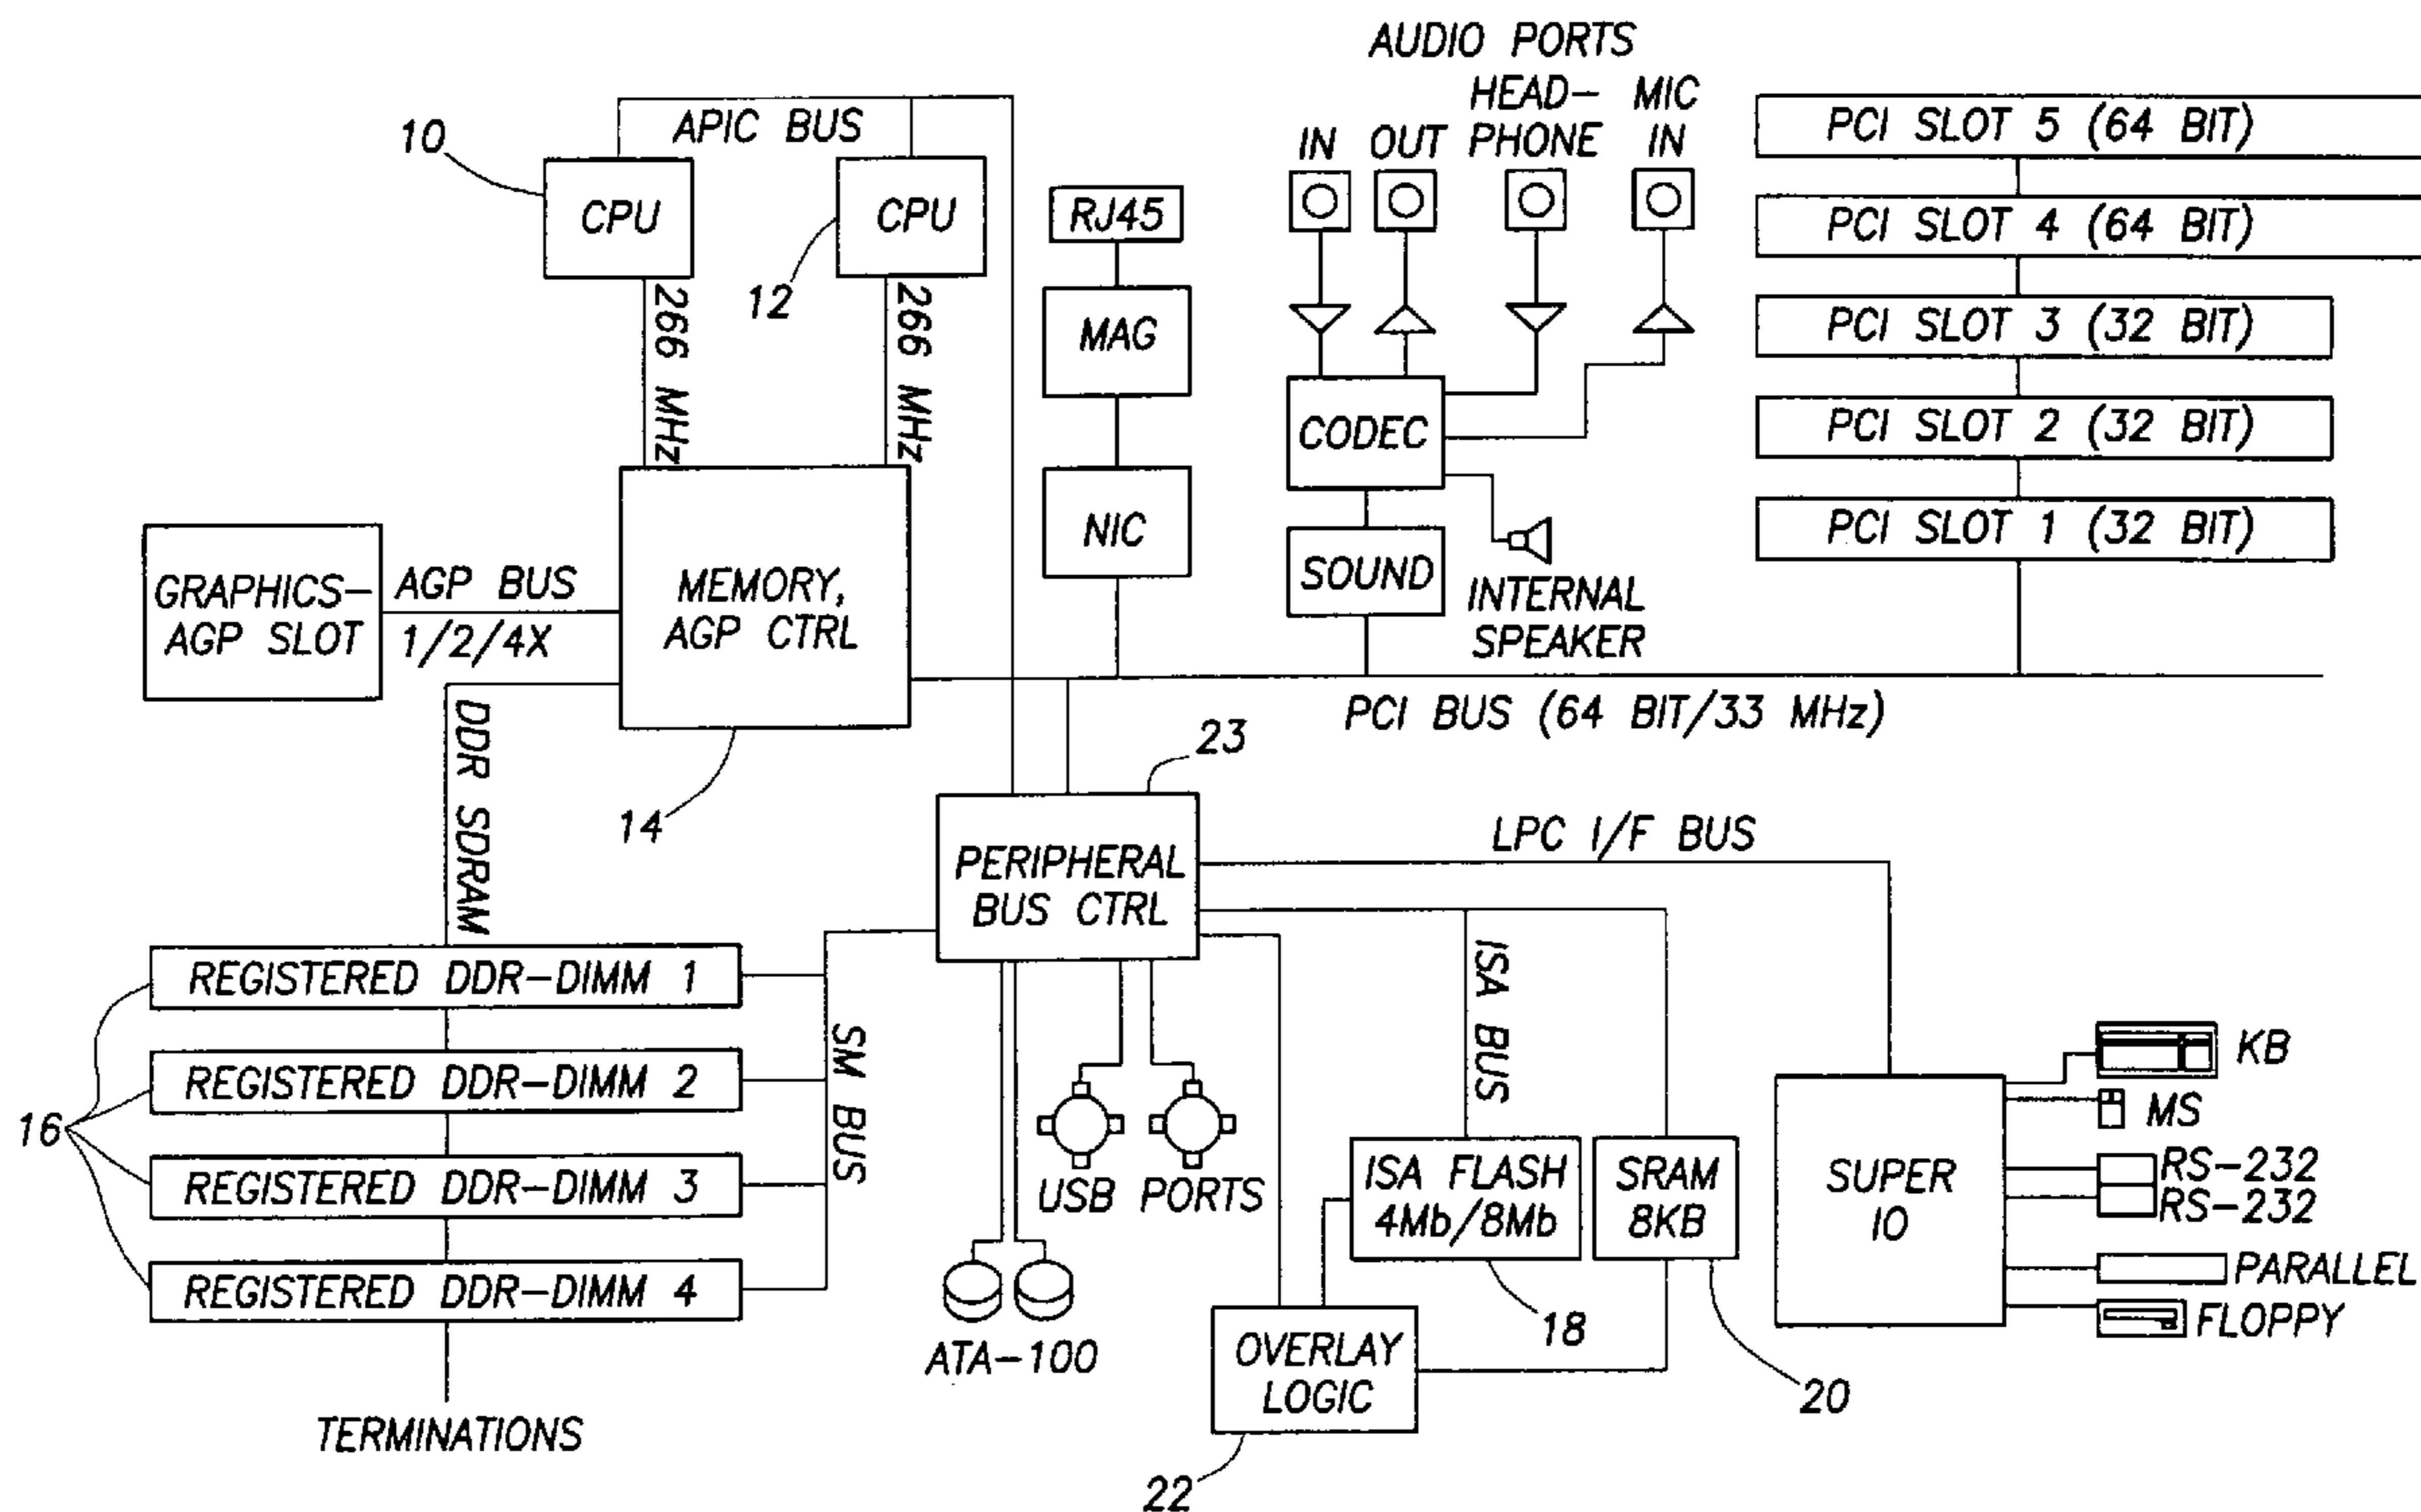 AUDIO PORTS
HEAD-
PHONE
MIC
IN
IN
OUT
APIC BUS
10
CPU
12
CPU
266 MHz
266 MHz
RJ45
MAG
NIC
CODEC
SOUND
INTERNAL
SPEAKER
PCI SLOT 5 (64 BIT)
PCI SLOT 4 (64 BIT)
PCI SLOT 3 (32 BIT)
PCI SLOT 2 (32 BIT)
PCI SLOT 1 (32 BIT)
GRAPHICS-
AGP SLOT
AGP BUS
1/2/4X
MEMORY,
AGP CTRL
14
DDR SDRAM
PCI BUS (64 BIT/33 MHz)
23
PERIPHERAL
BUS CTRL
LPC I/F BUS
ISA BUS
SM BUS
REGISTERED DDR-DIMM 1
REGISTERED DDR-DIMM 2
REGISTERED DDR-DIMM 3
REGISTERED DDR-DIMM 4
16
TERMINATIONS
ATA-100
USB PORTS
ISA FLASH
4Mb/8Mb
18
SRAM
8KB
20
OVERLAY
LOGIC
22
SUPER
IO
KB
MS
RS-232
RS-232
PARALLEL
FLOPPY